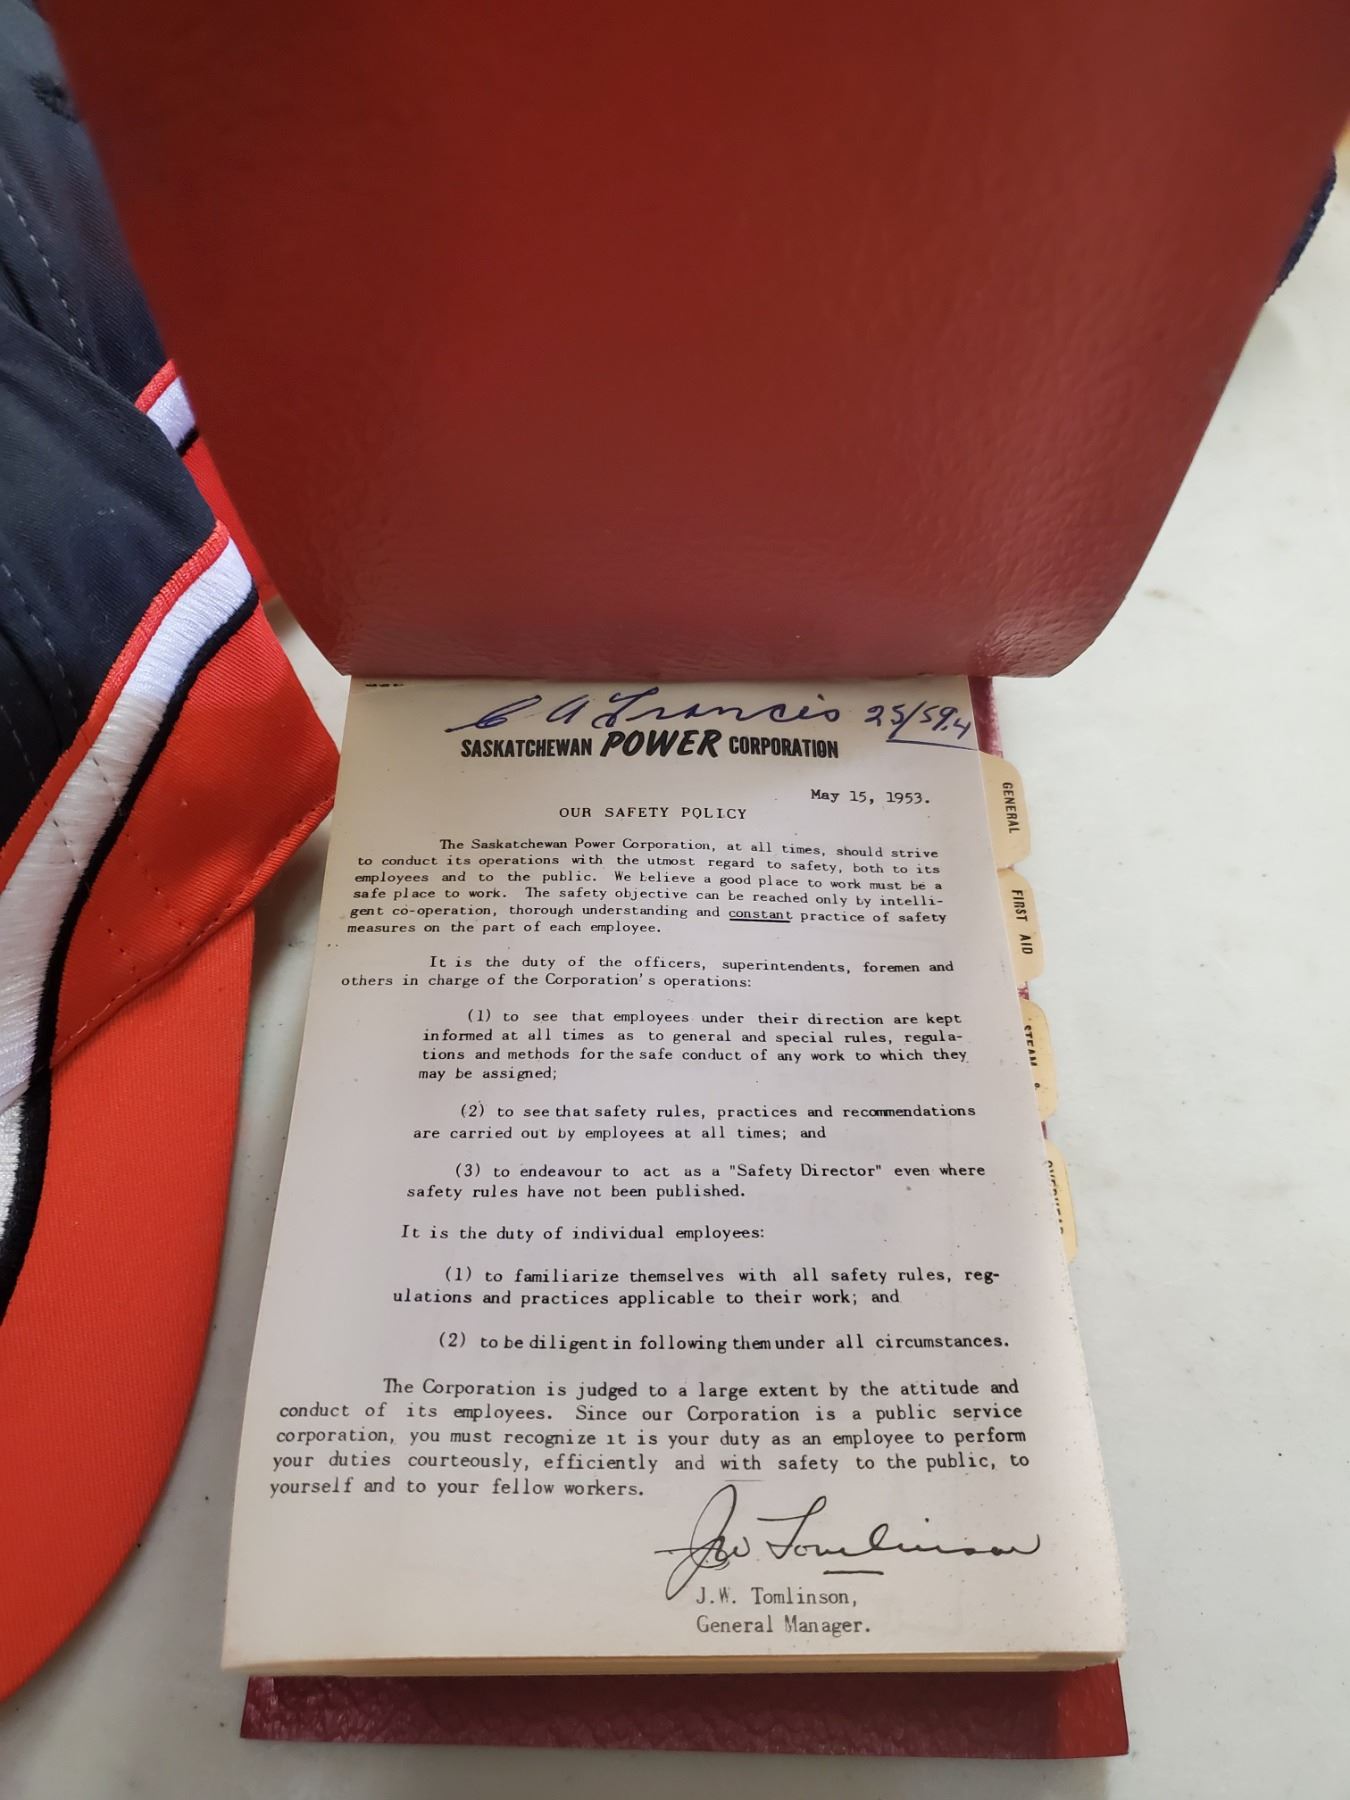 C A Francis 25/59.4
SASKATCHEWAN POWER CORPORATION
May 15, 1953.
OUR SAFETY POLICY
The Saskatchewan Power Corporation, at all times, should strive
to conduct its operations with the utmost regard to safety, both to its
employees and to the public. We believe a good place to work must be a
safe place to work. The safety objective can be reached only by intelli-
gent co-operation, thorough understanding and constant practice of safety
measures on the part of each employee.
It is the duty of the officers, superintendents, foremen and
others in charge of the Corporation's operations:
(1) to see that employees under their direction are kept
informed at all times as to general and special rules, regula-
tions and methods for the safe conduct of any work to which they
may be assigned;
(2) to see that safety rules, practices and recommendations
are carried out by employees at all times; and
(3) to endeavour to act as a "Safety Director" even where
safety rules have not been published.
It is the duty of individual employees:
(1) to familiarize themselves with all safety rules, reg-
ulations and practices applicable to their work; and
(2) to be diligent in following them under all circumstances.
The Corporation is judged to a large extent by the attitude and
conduct of its employees. Since our Corporation is a public service
corporation, you must recognize it is your duty as an employee to perform
your duties courteously, efficiently and with safety to the public, to
yourself and to your fellow workers.
JW Tomlinson
J.W. Tomlinson,
General Manager.
GENERAL
FIRST AID
STEAM &